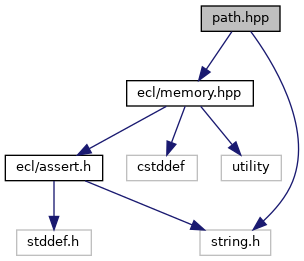 path.hpp
ecl/memory.hpp
ecl/assert.h
cstddef
utility
stddef.h
string.h